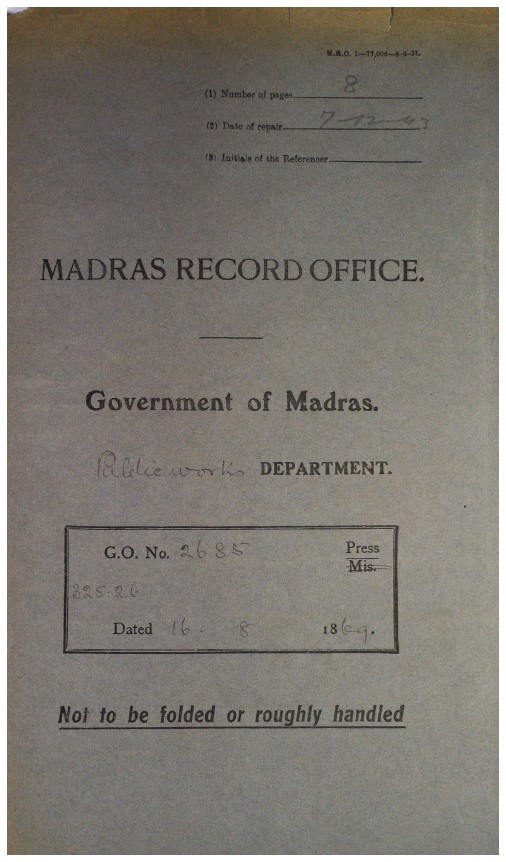 M.R.O. 1—77,000—8-5-37.
(1) Number of pages 8
(2) Date of repair 7-12-43
(3) Initials of the Referencer
MADRAS RECORD OFFICE.
Government of Madras.
Public works DEPARTMENT.
G.O. No. 2685 Press
Mis.
325-26
Dated 16. 8 1869.
Not to be folded or roughly handled